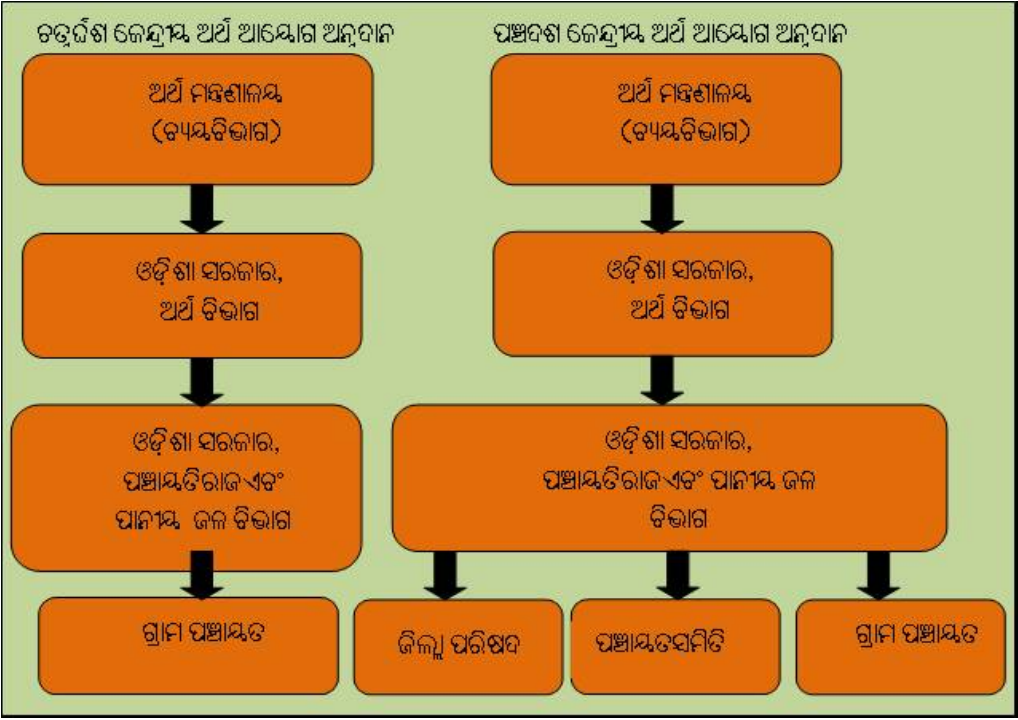 ଚତୁର୍ଦ୍ଦଶ କେନ୍ଦ୍ରୀୟ ଅର୍ଥ ଆୟୋଗ ଅନୁଦାନ
ଅର୍ଥ ମନ୍ତ୍ରଣାଳୟ
(ବ୍ୟୟବିଭାଗ)
ଓଡ଼ିଶା ସରକାର,
ଅର୍ଥ ବିଭାଗ
ଓଡ଼ିଶା ସରକାର,
ପଞ୍ଚାୟତିରାଜଏବଂ
ପାନୀୟ ଜଳ ବିଭାଗ
ଗ୍ରାମ ପଞ୍ଚାୟତ
ପଞ୍ଚଦଶ କେନ୍ଦ୍ରୀୟ ଅର୍ଥ ଆୟୋଗ ଅନୁଦାନ
ଅର୍ଥ ମନ୍ତ୍ରଣାଳୟ
(ବ୍ୟୟବିଭାଗ)
ଓଡ଼ିଶା ସରକାର,
ଅର୍ଥ ବିଭାଗ
ଓଡ଼ିଶା ସରକାର,
ପଞ୍ଚାୟତିରାଜଏବଂ ପାନୀୟ ଜଳ
ବିଭାଗ
ଜିଲ୍ଲା ପରିଷଦ
ପଞ୍ଚାୟତସମିତି
ଗ୍ରାମ ପଞ୍ଚାୟତ